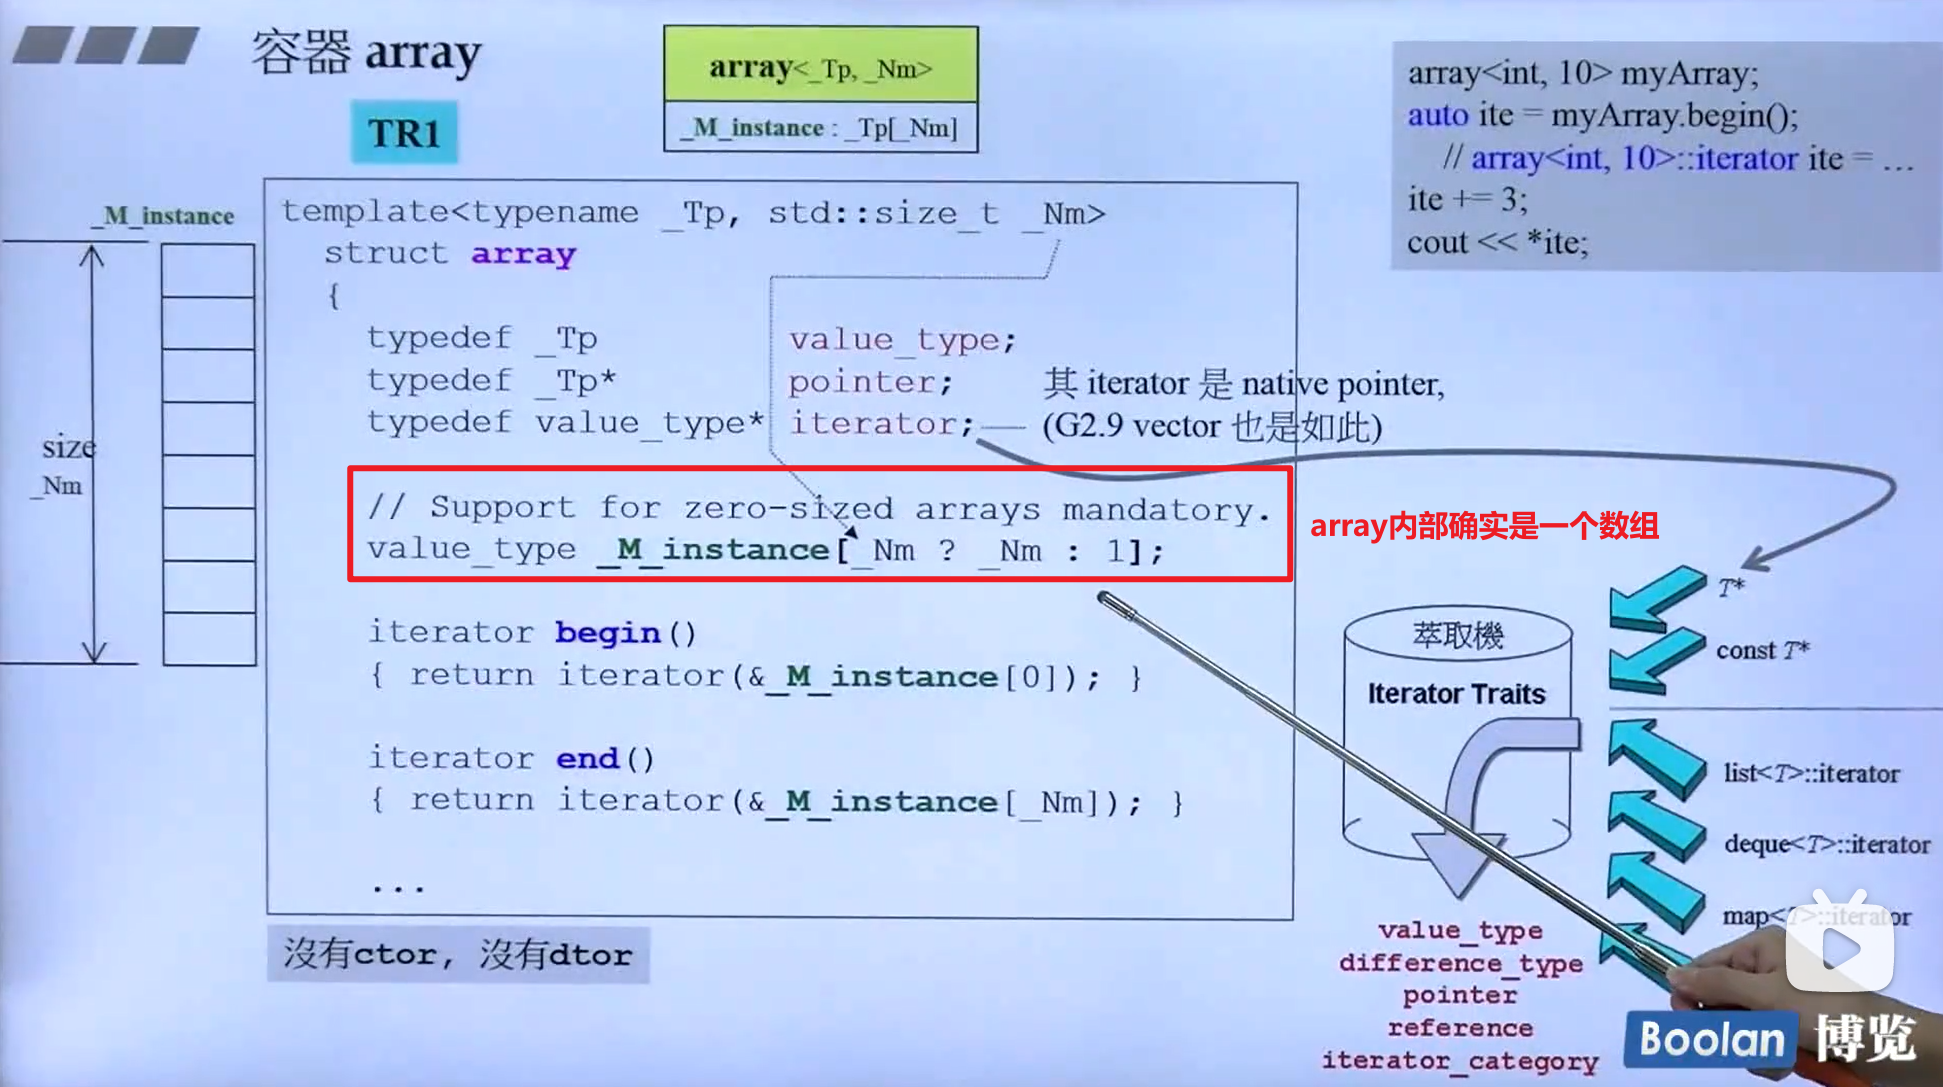 容器 array
TR1
array<_Tp, _Nm>
_M_instance : _Tp[_Nm]
array<int, 10> myArray;
auto ite = myArray.begin();
// array<int, 10>::iterator ite = ...
ite += 3;
cout << *ite;
_M_instance
size
_Nm
template<typename _Tp, std::size_t _Nm>
struct array
{
typedef _Tp value_type;
typedef _Tp* pointer;
typedef value_type* iterator;
其 iterator 是 native pointer,
(G2.9 vector 也是如此)
// Support for zero-sized arrays mandatory.
value_type _M_instance[_Nm ? _Nm : 1];
array内部确实是一个数组
iterator begin()
{ return iterator(&_M_instance[0]); }
iterator end()
{ return iterator(&_M_instance[_Nm]); }
...
沒有ctor, 沒有dtor
萃取機
Iterator Traits
T*
const T*
list<T>::iterator
deque<T>::iterator
map<T>::iterator
value_type
difference_type
pointer
reference
iterator_category
Boolan 博览